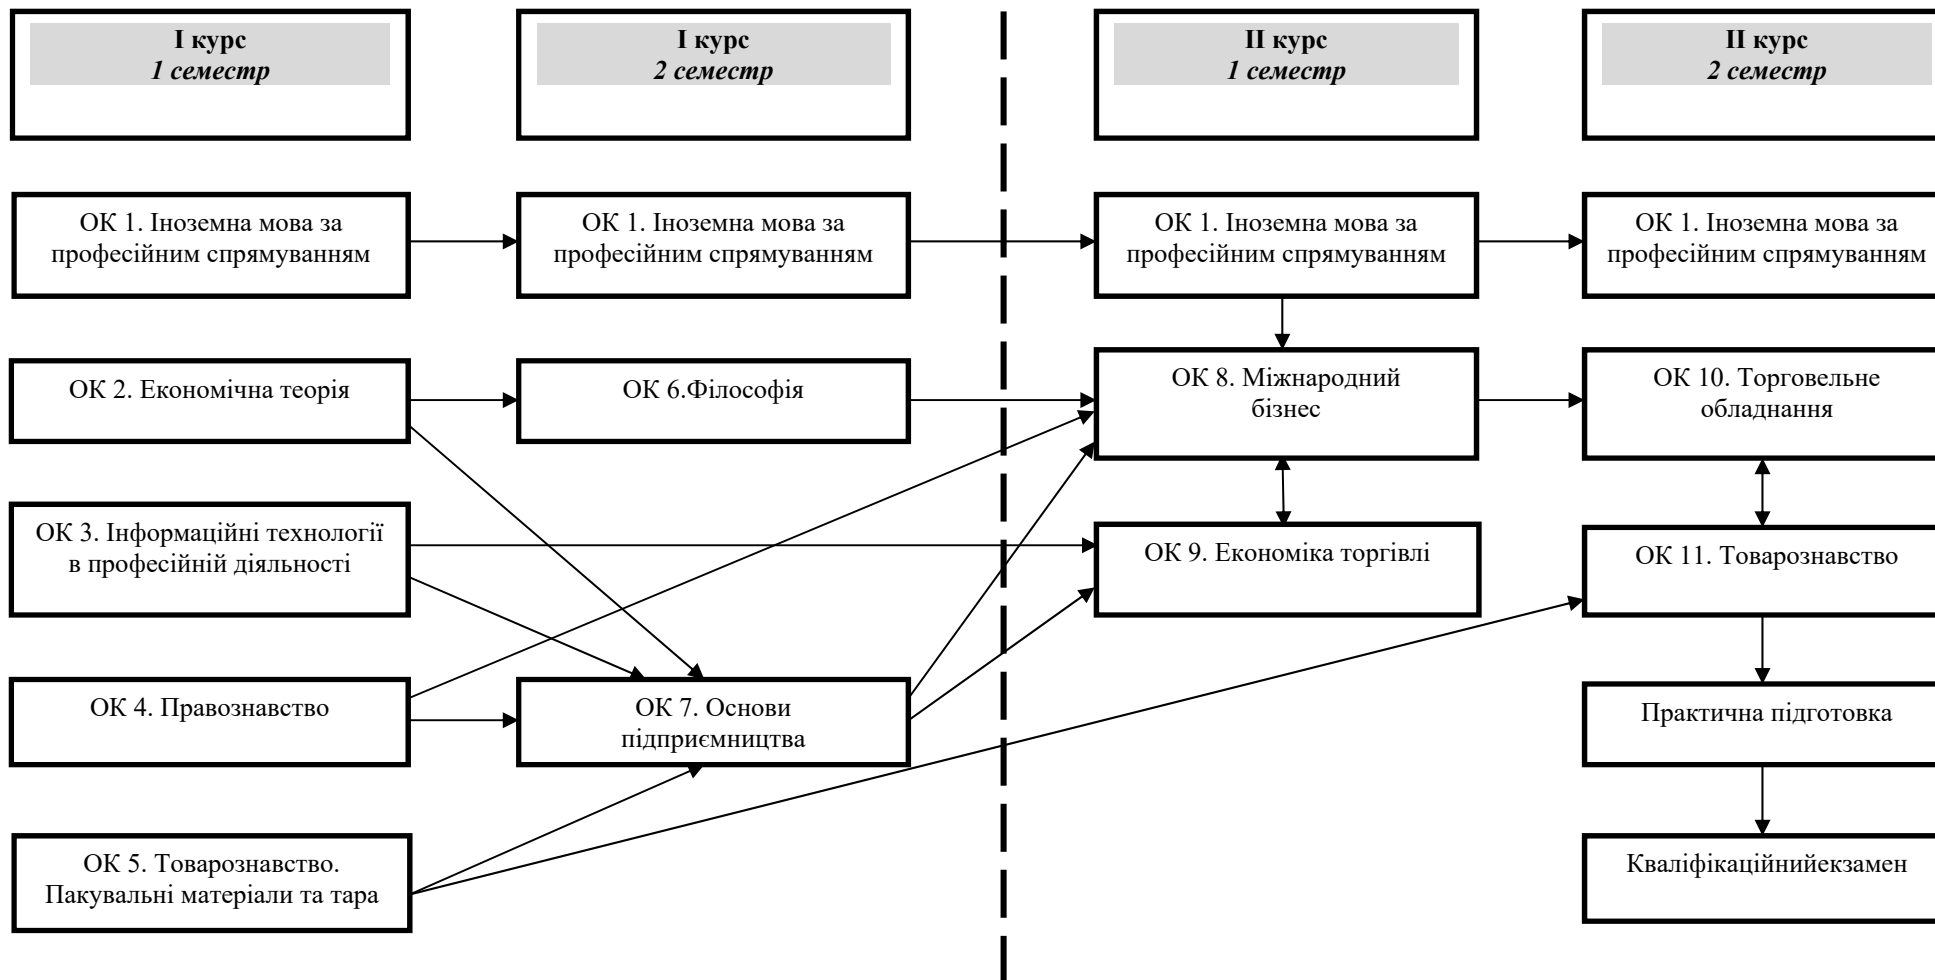 І курс
1 семестр
І курс
2 семестр
ІІ курс
1 семестр
ІІ курс
2 семестр
ОК 1. Іноземна мова за
професійним спрямуванням
ОК 1. Іноземна мова за
професійним спрямуванням
ОК 1. Іноземна мова за
професійним спрямуванням
ОК 1. Іноземна мова за
професійним спрямуванням
ОК 2. Економічна теорія
ОК 6.Філософія
ОК 8. Міжнародний
бізнес
ОК 10. Торговельне
обладнання
ОК 3. Інформаційні технології
в професійній діяльності
ОК 9. Економіка торгівлі
ОК 11. Товарознавство
ОК 4. Правознавство
ОК 7. Основи
підприємництва
Практична підготовка
ОК 5. Товарознавство.
Пакувальні матеріали та тара
Кваліфікаційнийекзамен